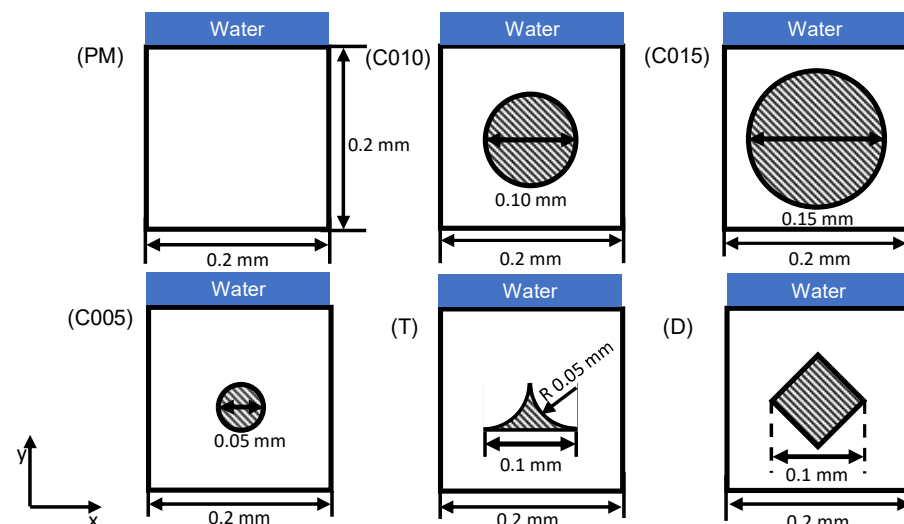 Water
Water
Water
(PM)
(C010)
(C015)
0.2 mm
0.10 mm
0.15 mm
0.2 mm
0.2 mm
0.2 mm
Water
Water
Water
(C005)
(T)
(D)
R 0.05 mm
0.05 mm
0.1 mm
0.1 mm
y
x
0.2 mm
0.2 mm
0.2 mm